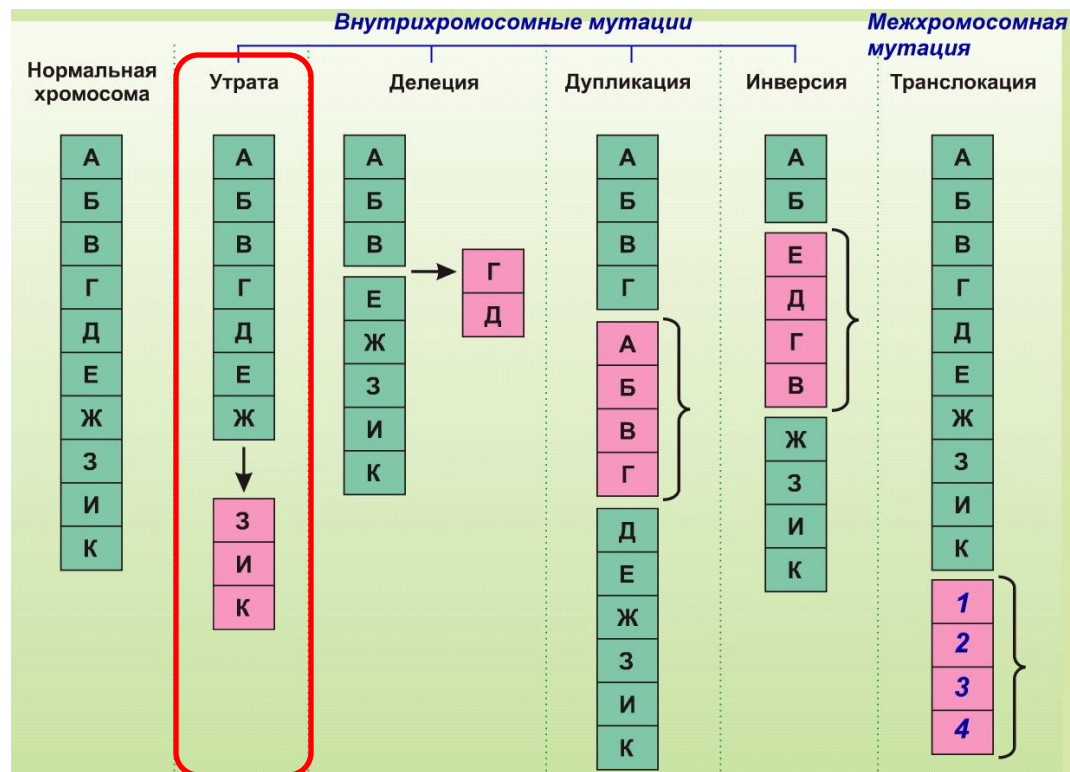 Внутрихромосомные мутации
Межхромосомная
мутация
Нормальная
хромосома
Утрата
Делеция
Дупликация
Инверсия
Транслокация
А
Б
В
Г
Д
Е
Ж
З
И
К
А
Б
В
Г
Д
Е
Ж
З
И
К
А
Б
В
Е
Ж
З
И
К
Г
Д
А
Б
В
Г
А
Б
В
Г
Д
Е
Ж
З
И
К
А
Б
Е
Д
Г
В
Ж
З
И
К
А
Б
В
Г
Д
Е
Ж
З
И
К
1
2
3
4